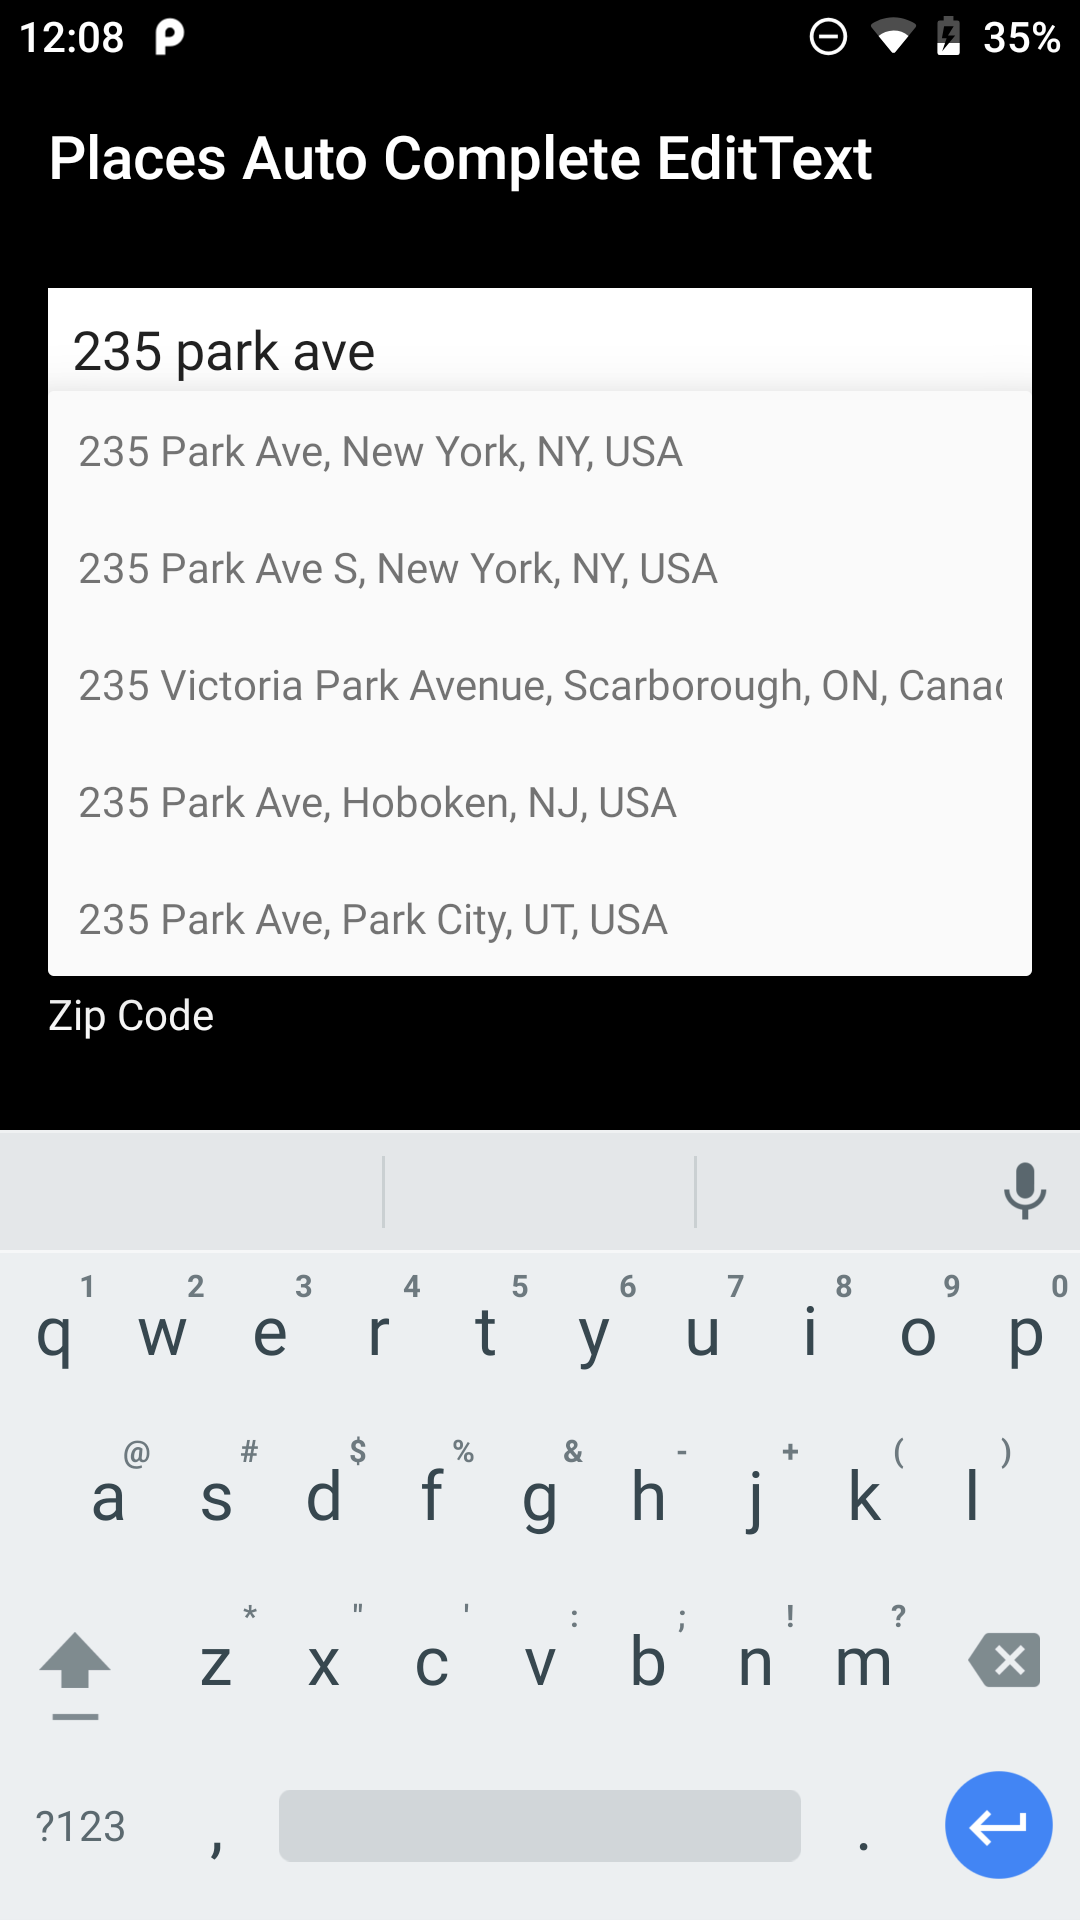 12:08 35%
Places Auto Complete EditText
235 park ave
235 Park Ave, New York, NY, USA
235 Park Ave S, New York, NY, USA
235 Victoria Park Avenue, Scarborough, ON, Canad
235 Park Ave, Hoboken, NJ, USA
235 Park Ave, Park City, UT, USA
Zip Code
1 2 3 4 5 6 7 8 9 0
q w e r t y u i o p
@ # $ % & - + ( )
a s d f g h j k l
* " ' : ; ! ?
z x c v b n m
?123 , .